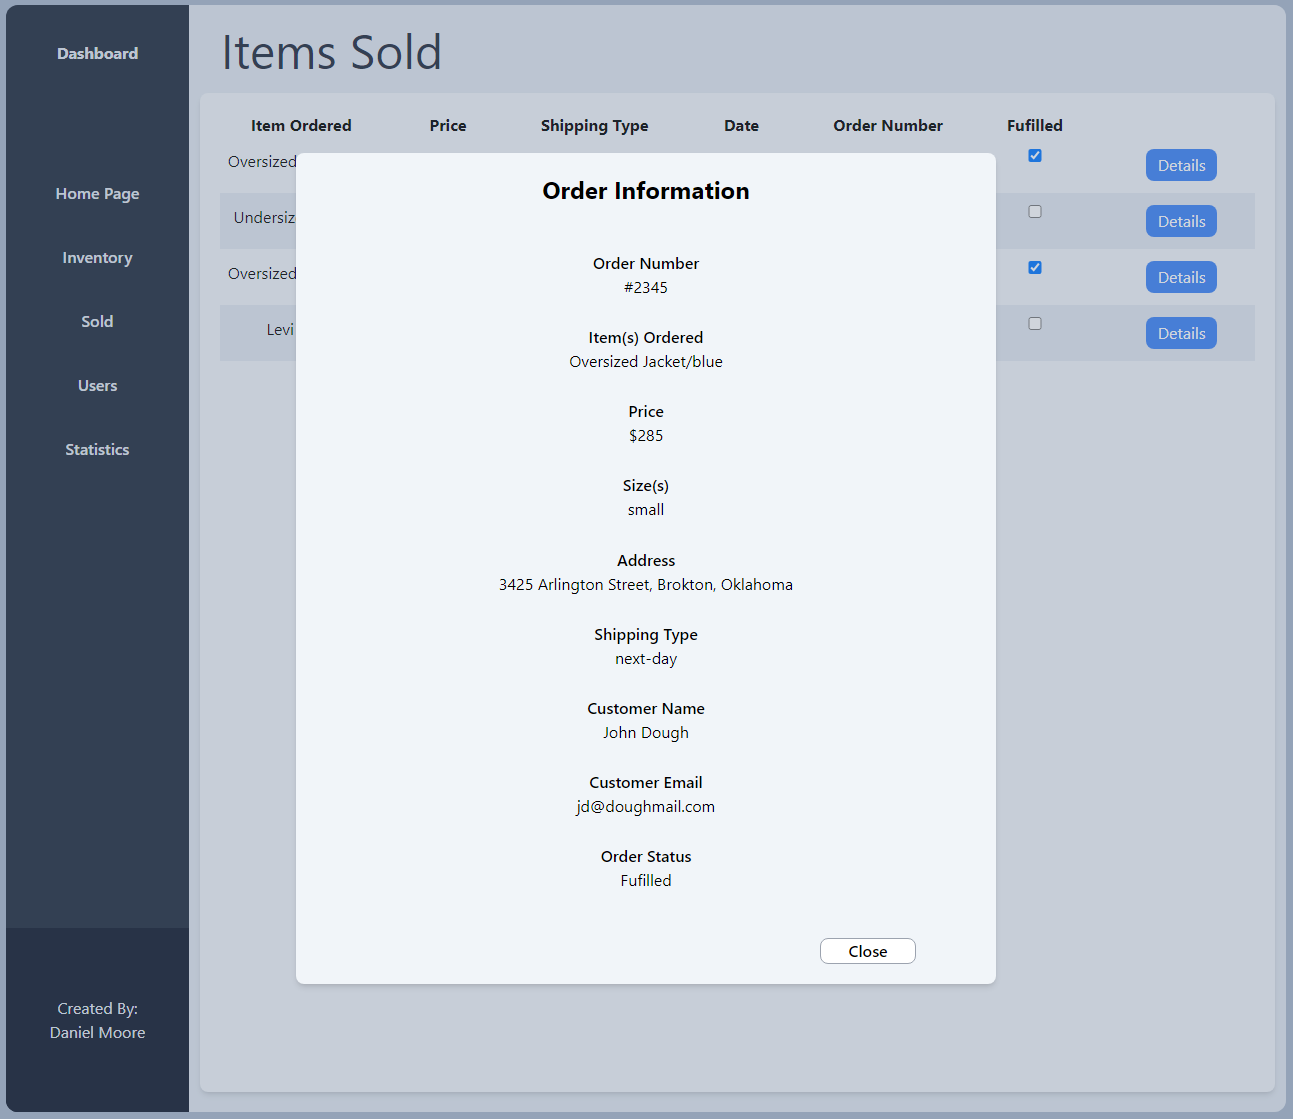 Dashboard
Home Page
Inventory
Sold
Users
Statistics
Created By:
Daniel Moore
Items Sold
Item Ordered Price Shipping Type Date Order Number Fufilled
Oversized Details
Details
Oversized Details
Levi Details
Order Information
Order Number
#2345
Item(s) Ordered
Oversized Jacket/blue
Price
$285
Size(s)
small
Address
3425 Arlington Street, Brokton, Oklahoma
Shipping Type
next-day
Customer Name
John Dough
Customer Email
jd@doughmail.com
Order Status
Fufilled
Close